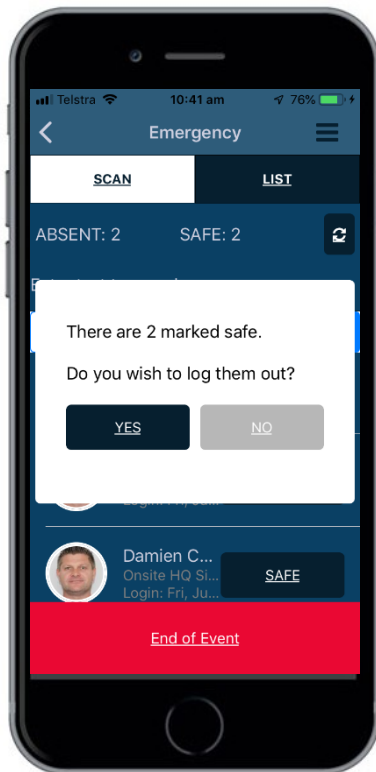 Telstra 10:41 am 76%
Emergency
SCAN LIST
ABSENT: 2 SAFE: 2
There are 2 marked safe.
Do you wish to log them out?
YES NO
Damien C...
Onsite HQ Si...
SAFE
Login: Fri, Ju...
End of Event